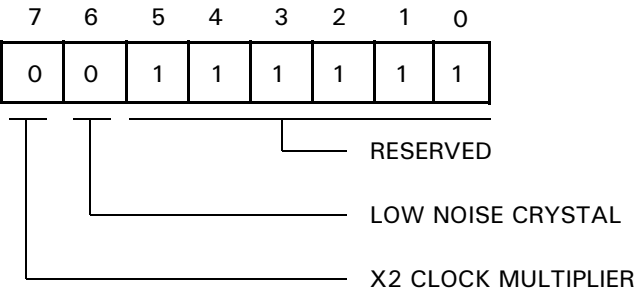 7 6 5 4 3 2 1 0
0 0 1 1 1 1 1 1
RESERVED
LOW NOISE CRYSTAL
X2 CLOCK MULTIPLIER